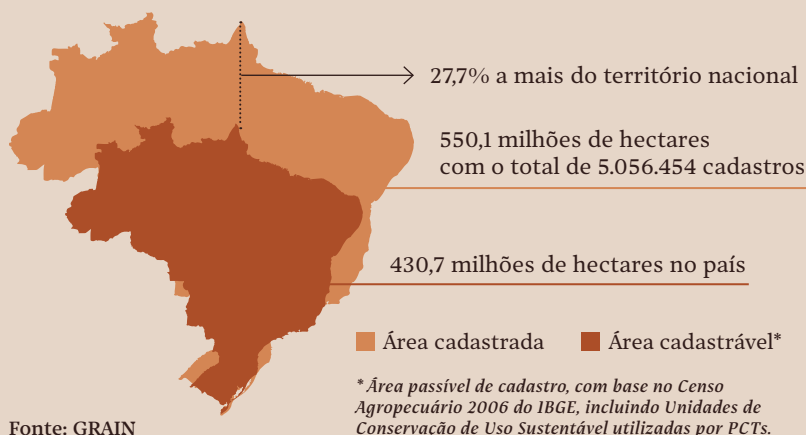 27,7% a mais do território nacional
550,1 milhões de hectares
com o total de 5.056.454 cadastros
430,7 milhões de hectares no país
Área cadastrada
Área cadastrável*
* Área passível de cadastro, com base no Censo
Agropecuário 2006 do IBGE, incluindo Unidades de
Conservação de Uso Sustentável utilizadas por PCTs.
Fonte: GRAIN